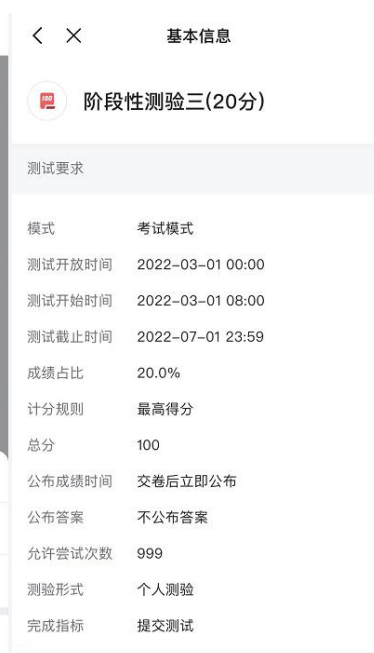 基本信息
100
阶段性测验三(20分)
测试要求
模式 考试模式
测试开放时间 2022-03-01 00:00
测试开始时间 2022-03-01 08:00
测试截止时间 2022-07-01 23:59
成绩占比 20.0%
计分规则 最高得分
总分 100
公布成绩时间 交卷后立即公布
公布答案 不公布答案
允许尝试次数 999
测验形式 个人测验
完成指标 提交测试